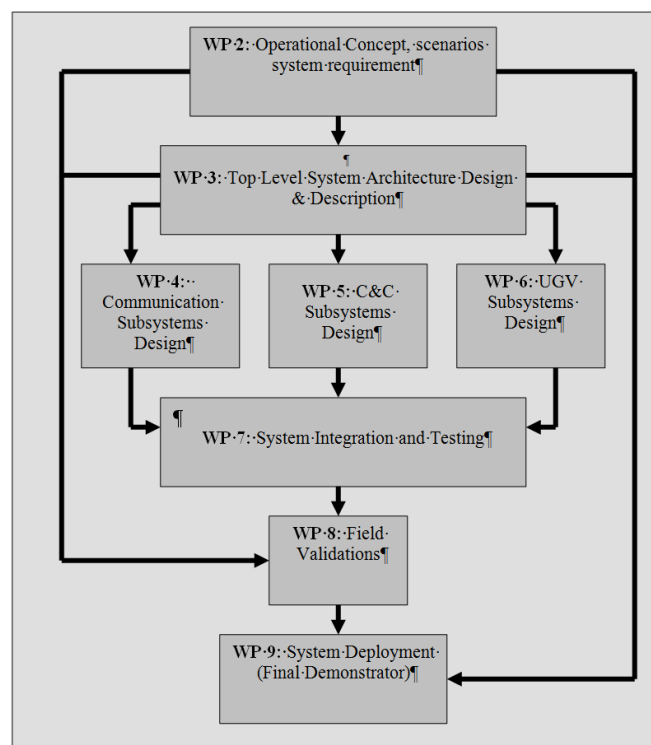 WP·2:·Operational·Concept,·scenarios·
system·requirement¶
¶
WP·3:·Top·Level·System·Architecture·Design·
&·Description¶
WP·4:··
Communication·
Subsystems·
Design¶
WP·5:·C&C·
Subsystems·
Design¶
WP·6:·UGV·
Subsystems·
Design¶
¶
WP·7:·System·Integration·and·Testing¶
WP·8:·Field·
Validations¶
WP·9:·System·Deployment·
(Final·Demonstrator)¶